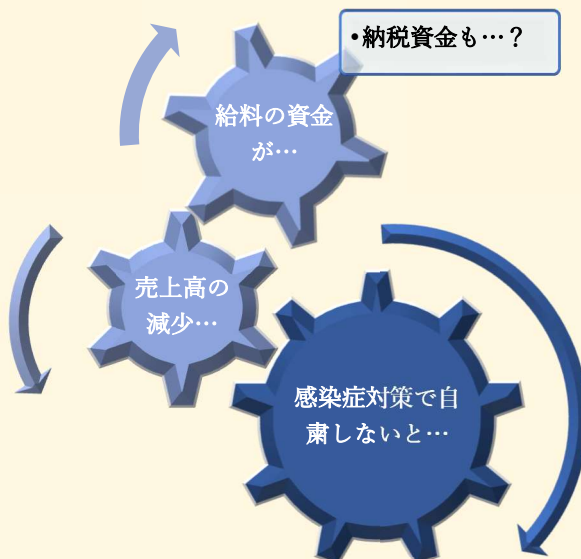 •納税資金も…？
給料の資金
が…
売上高の
減少…
感染症対策で自
粛しないと…